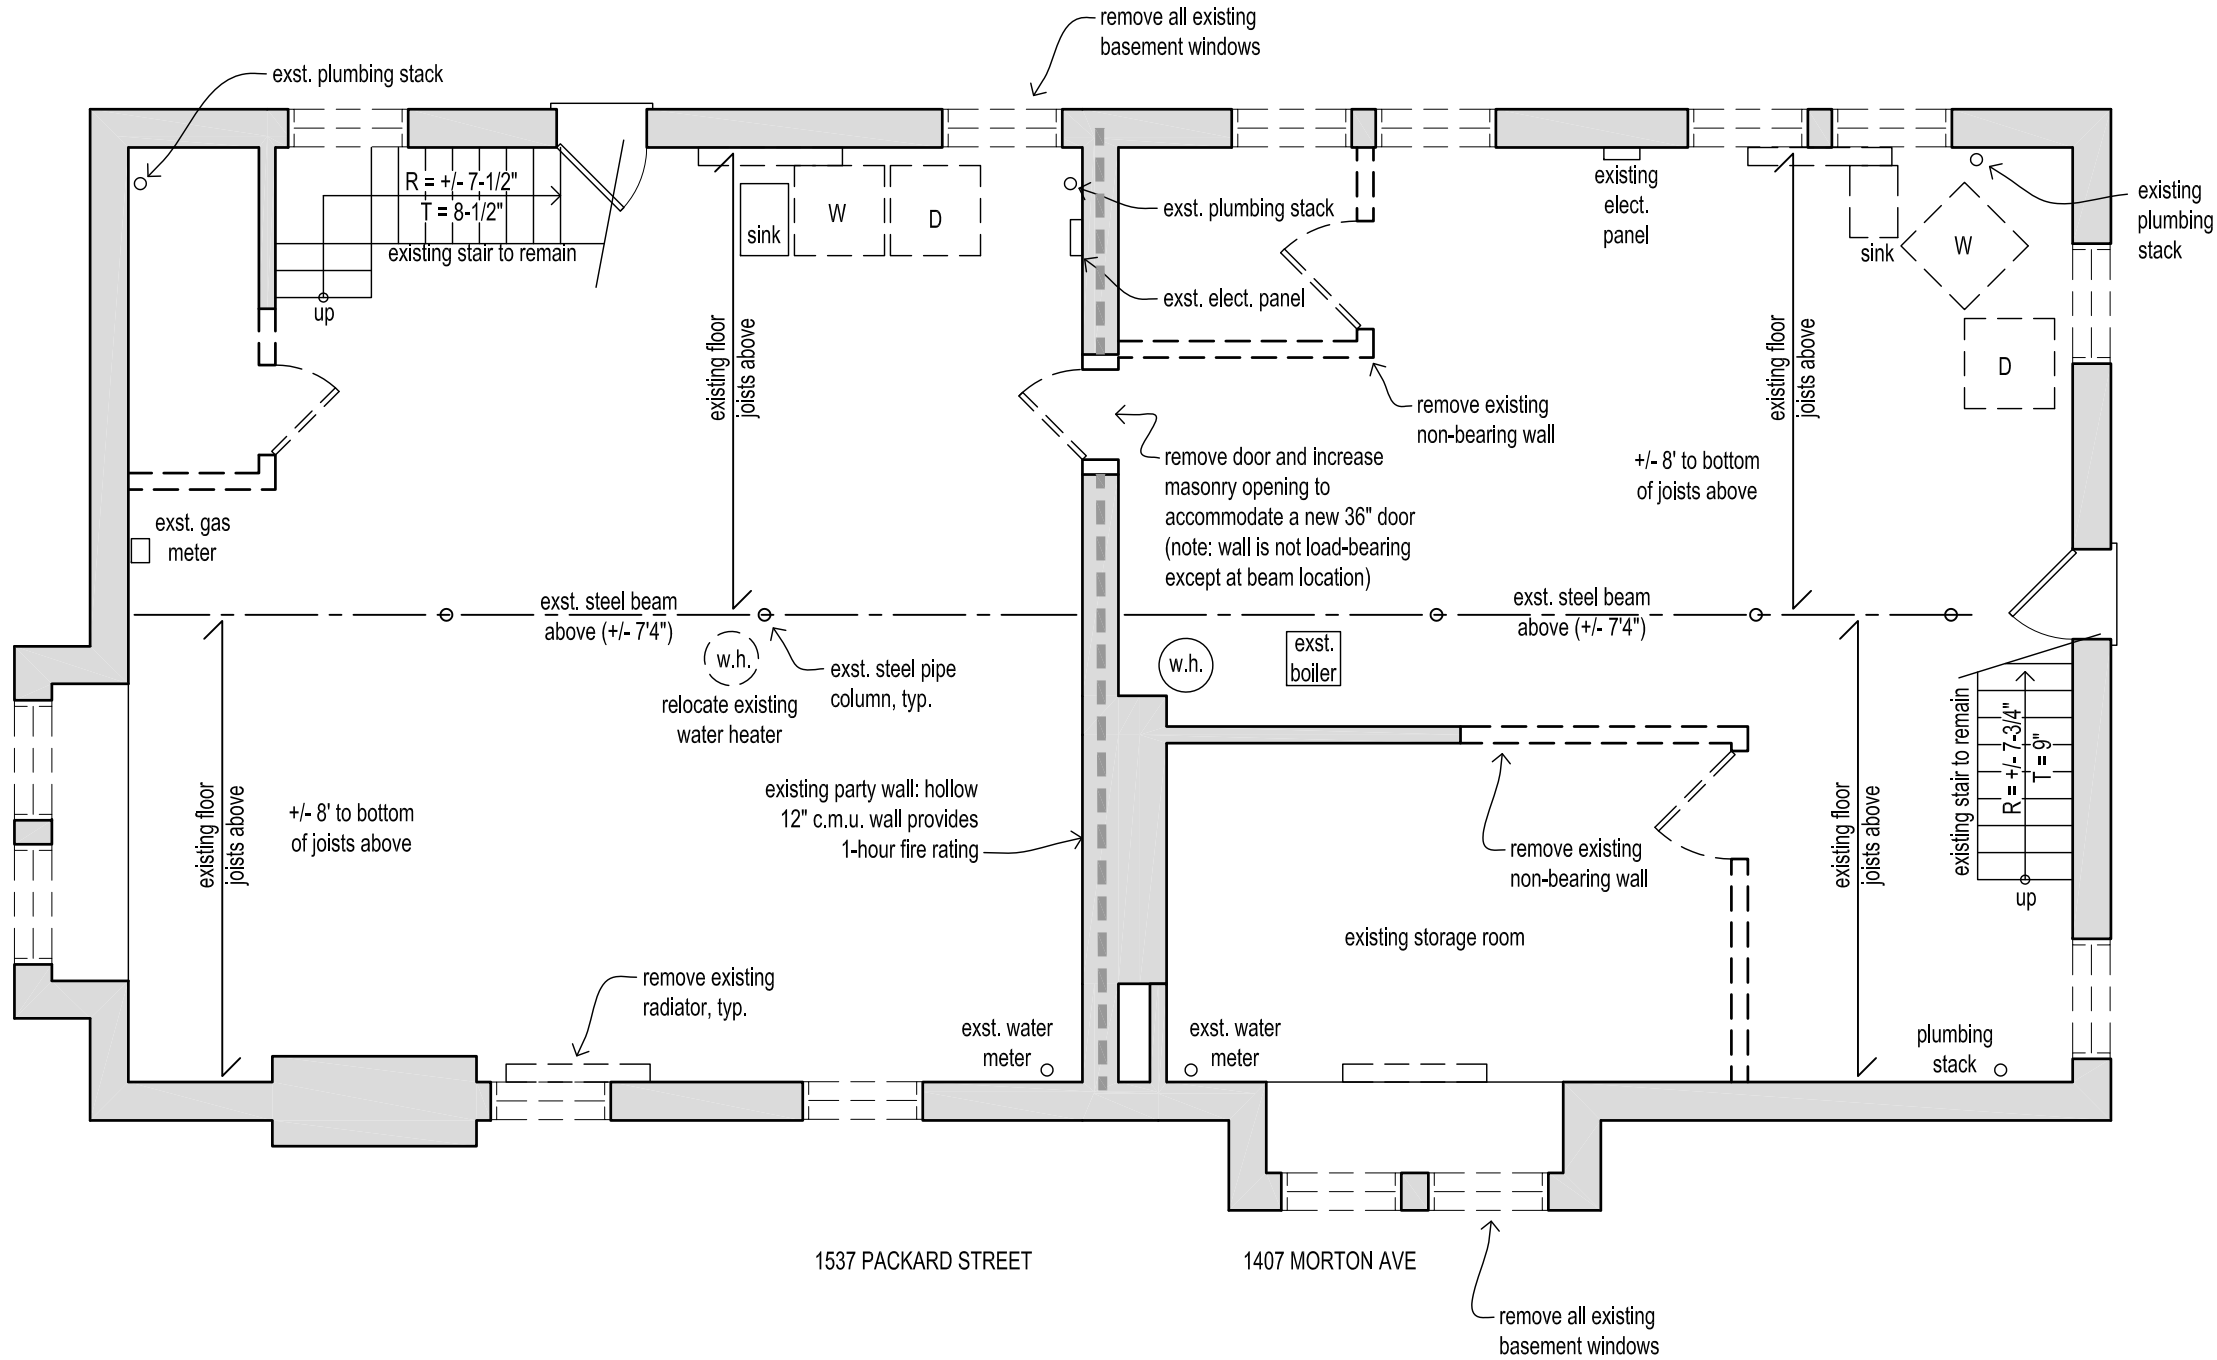 remove all existing
basement windows
exst. plumbing stack
R = +/- 7-1/2"
T = 8-1/2"
existing stair to remain
up
sink
W
D
exst. plumbing stack
exst. elect. panel
existing
elect.
panel
sink
W
D
existing
plumbing
stack
existing floor
joists above
existing floor
joists above
remove existing
non-bearing wall
remove door and increase
masonry opening to
accommodate a new 36" door
(note: wall is not load-bearing
except at beam location)
+/- 8' to bottom
of joists above
exst. gas
meter
exst. steel beam
above (+/- 7'4")
exst. steel beam
above (+/- 7'4")
w.h.
relocate existing
water heater
exst. steel pipe
column, typ.
w.h.
exst.
boiler
existing party wall: hollow
12" c.m.u. wall provides
1-hour fire rating
existing floor
joists above
+/- 8' to bottom
of joists above
remove existing
non-bearing wall
existing floor
joists above
existing stair to remain
R = +/- 7-3/4"
T = 9"
up
existing storage room
remove existing
radiator, typ.
exst. water
meter
exst. water
meter
plumbing
stack
1537 PACKARD STREET
1407 MORTON AVE
remove all existing
basement windows